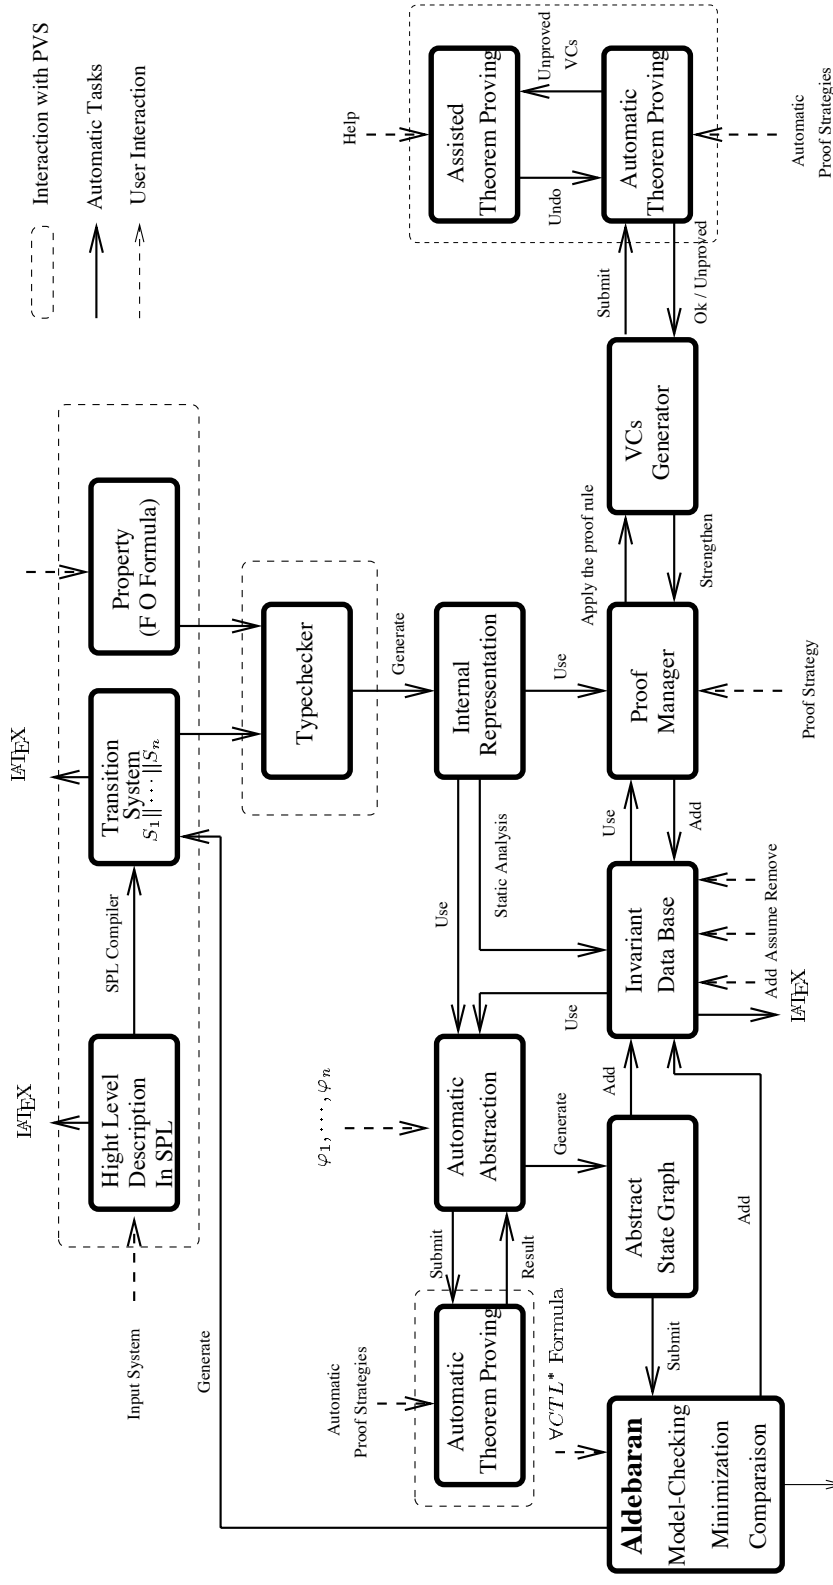 Interaction with PVS
Automatic Tasks
User Interaction
LATEX
LATEX
Input System
Hight Level
Description
In SPL
SPL Compiler
Transition
System
S1||⋯||Sn
Property
(F O Formula)
Generate
Typechecker
Generate
Automatic
Proof Strategies
Automatic
Theorem Proving
Submit
Result
φ1, ⋯, φn
Automatic
Abstraction
Use
Static Analysis
Internal
Representation
Help
Assisted
Theorem Proving
Unproved
VCs
Undo
∀CTL* Formula
Generate
Use
Use
Aldebaran
Model-Checking
Minimization
Comparaison
Submit
Abstract
State Graph
Add
Add
Invariant
Data Base
Use
Add
Proof
Manager
Apply the proof rule
Strengthen
VCs
Generator
Submit
Ok / Unproved
Automatic
Theorem Proving
Add Assume Remove
LATEX
Proof Strategy
Automatic
Proof Strategies